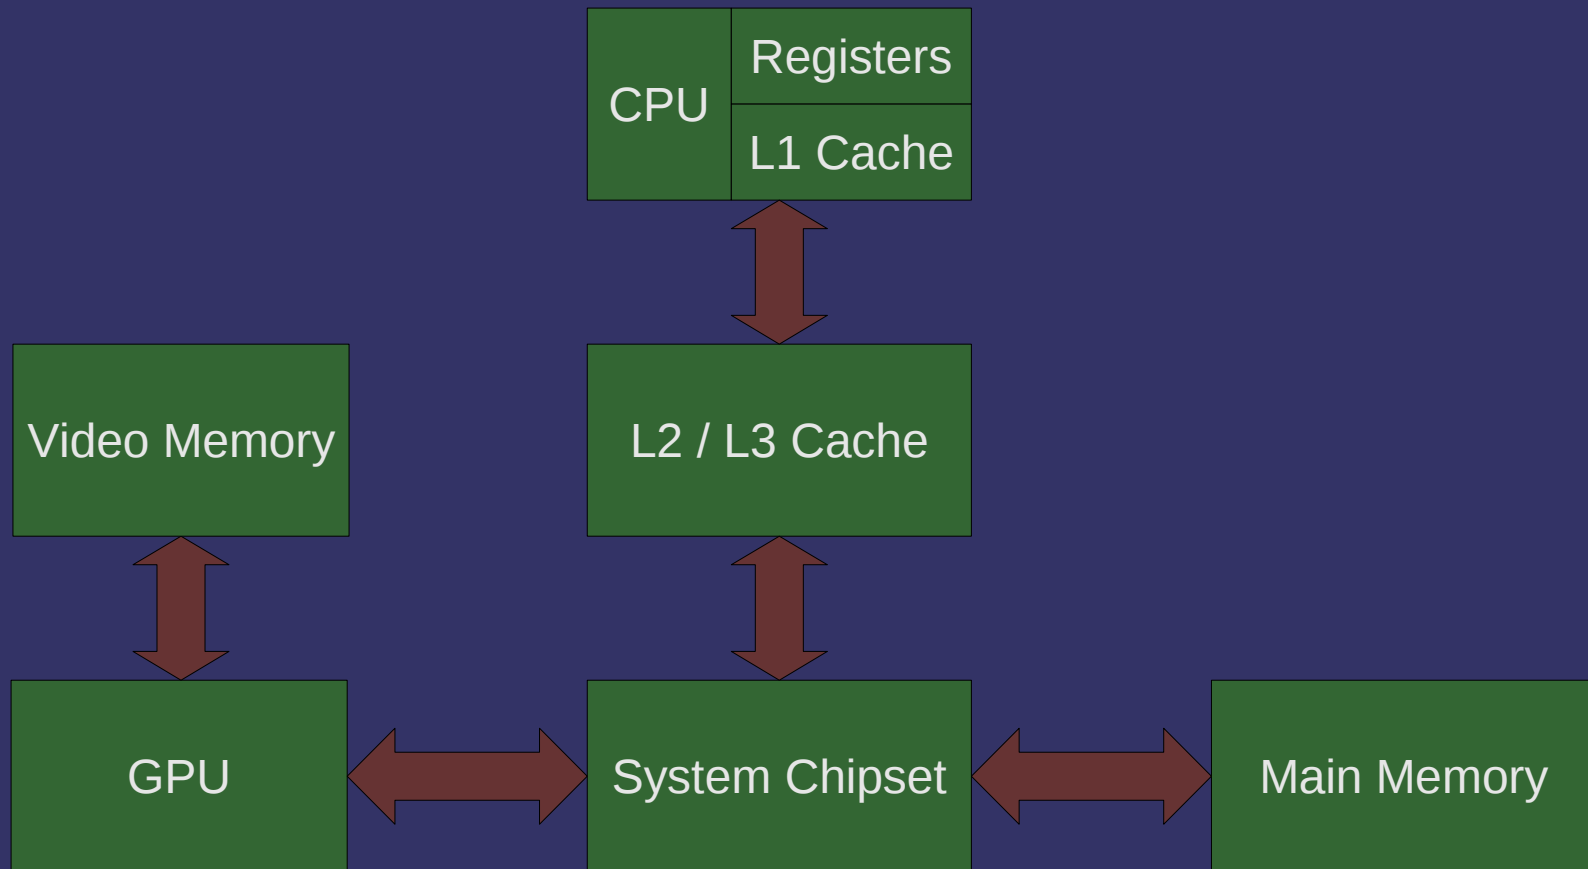 CPU
Registers
L1 Cache
Video Memory
L2 / L3 Cache
GPU
System Chipset
Main Memory